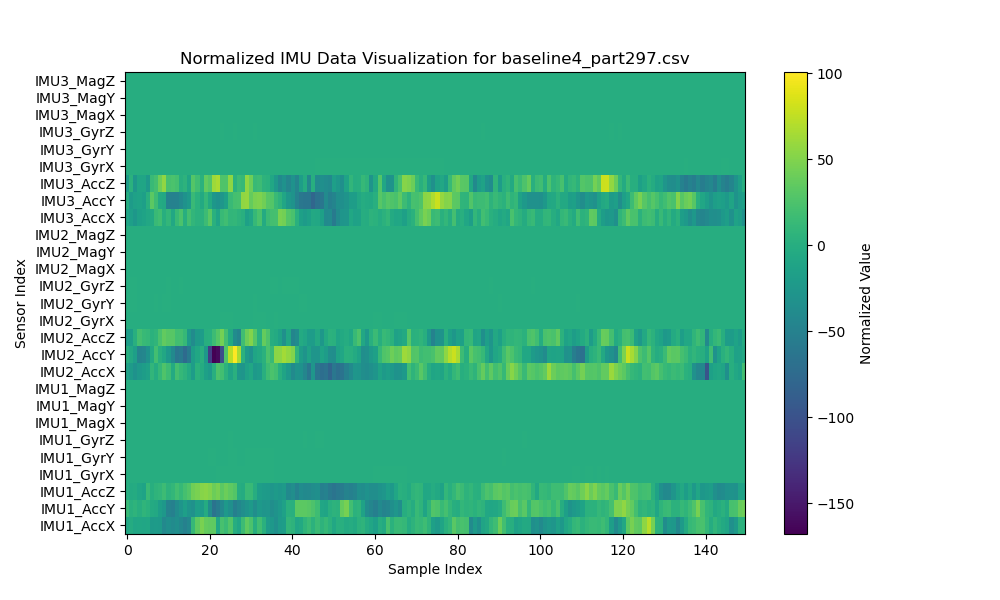 Normalized IMU Data Visualization for baseline4_part297.csv
IMU3_MagZ
IMU3_MagY
IMU3_MagX
IMU3_GyrZ
IMU3_GyrY
IMU3_GyrX
IMU3_AccZ
IMU3_AccY
IMU3_AccX
IMU2_MagZ
IMU2_MagY
IMU2_MagX
IMU2_GyrZ
IMU2_GyrY
IMU2_GyrX
IMU2_AccZ
IMU2_AccY
IMU2_AccX
IMU1_MagZ
IMU1_MagY
IMU1_MagX
IMU1_GyrZ
IMU1_GyrY
IMU1_GyrX
IMU1_AccZ
IMU1_AccY
IMU1_AccX
Sensor Index
0 20 40 60 80 100 120 140
Sample Index
100
50
0
−50
−100
−150
Normalized Value